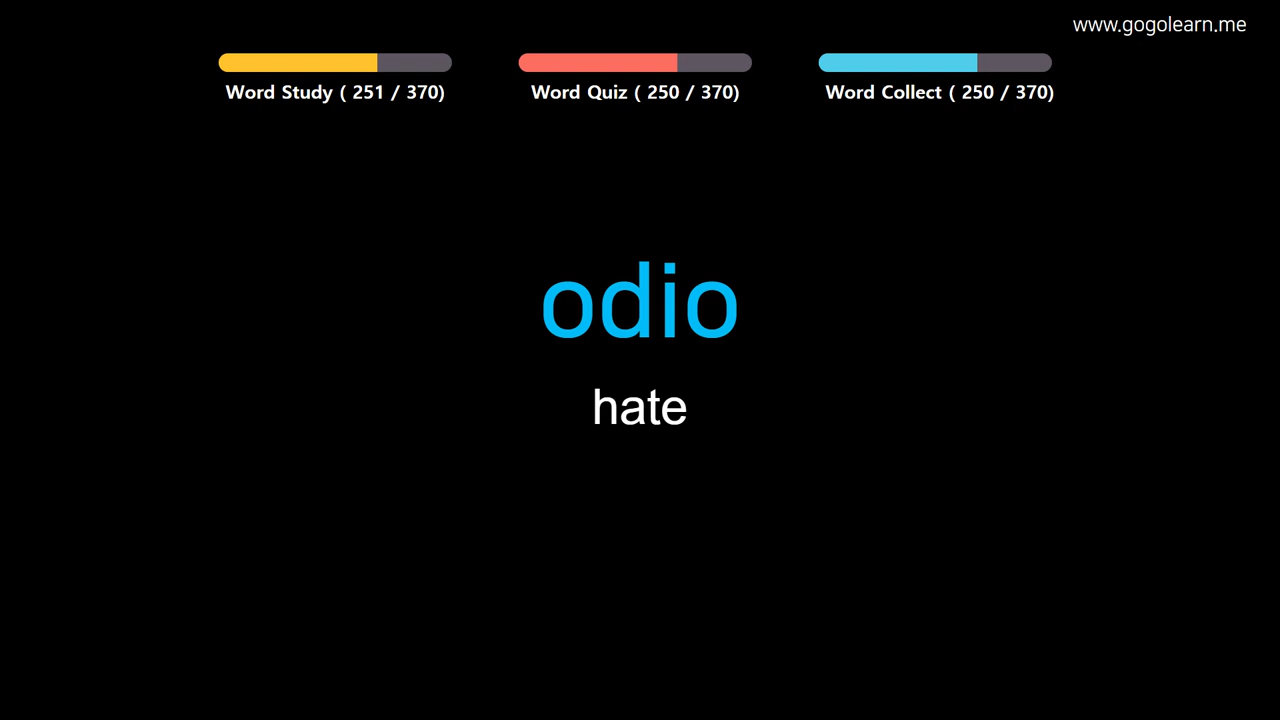 www.gogolearn.me
Word Study ( 251 / 370)
Word Quiz ( 250 / 370)
Word Collect ( 250 / 370)
odio
hate